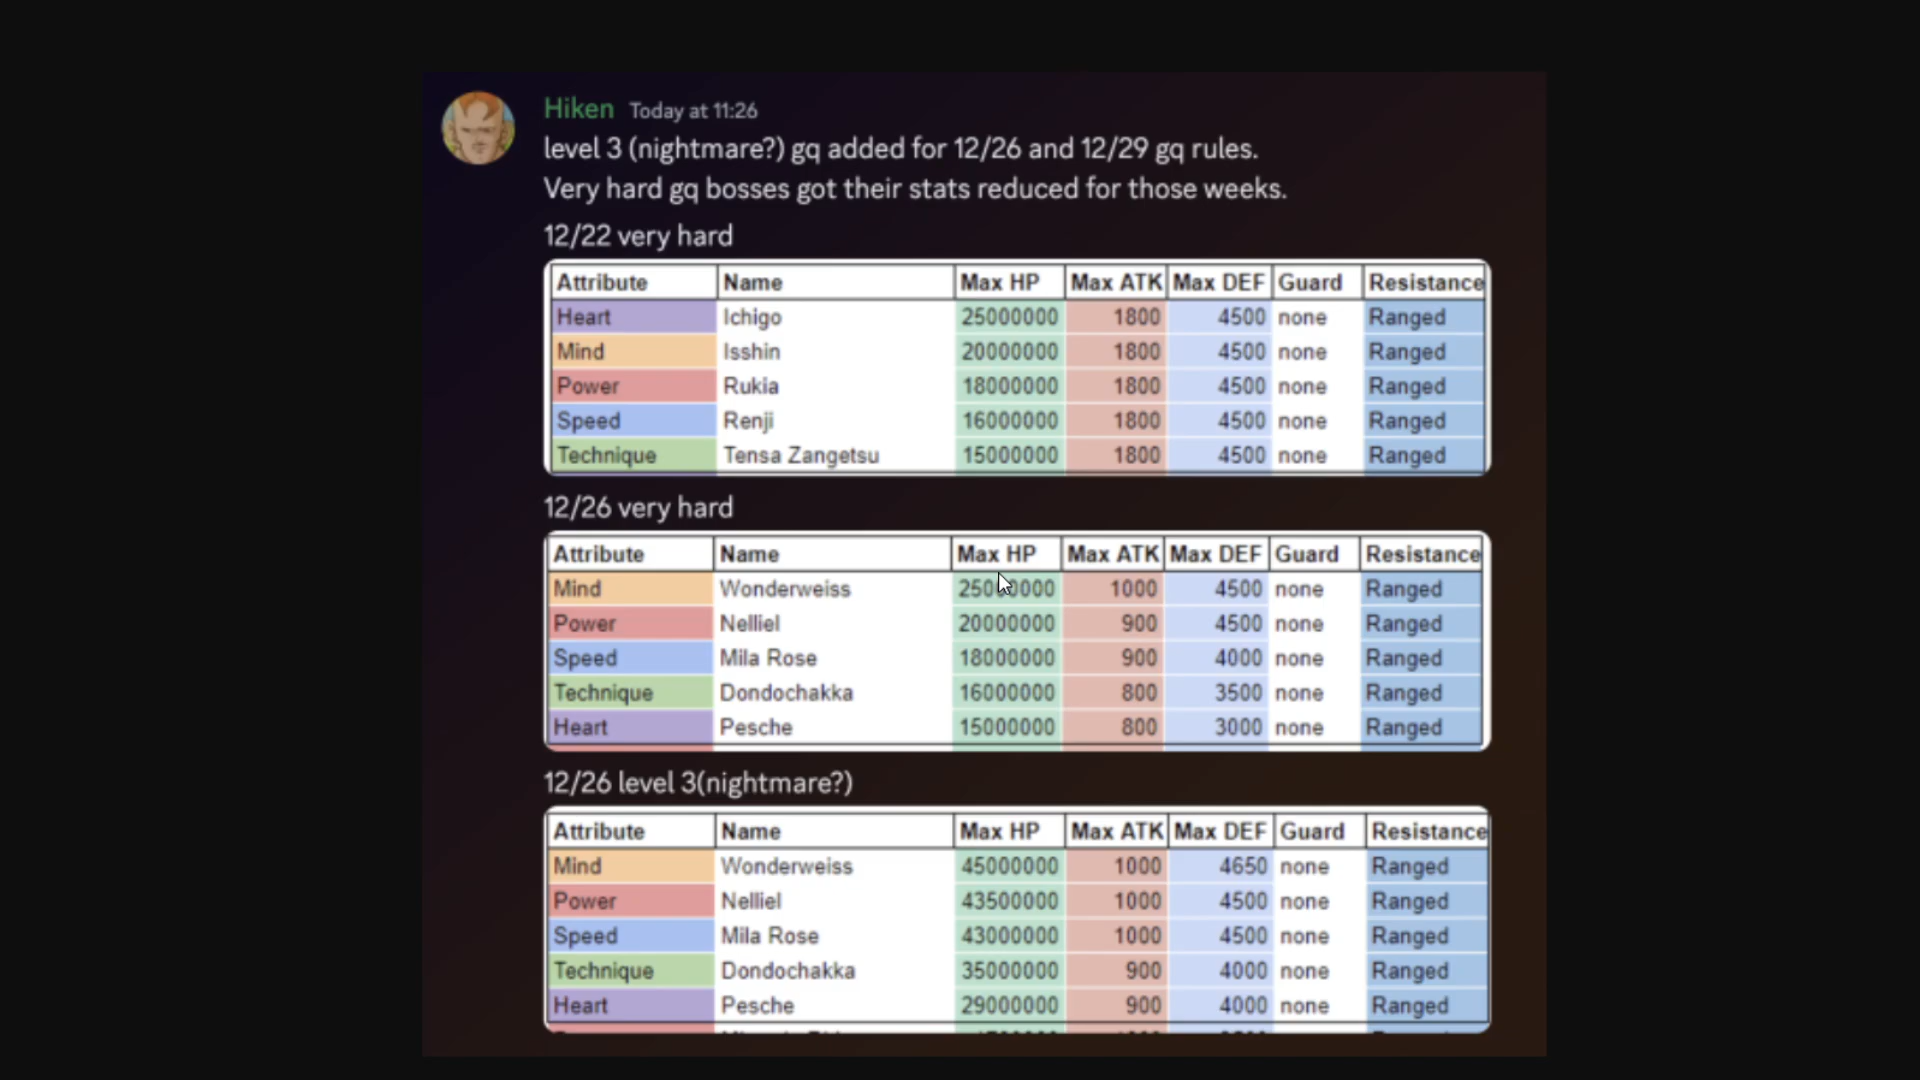 Hiken Today at 11:26
level 3 (nightmare?) gq added for 12/26 and 12/29 gq rules.
Very hard gq bosses got their stats reduced for those weeks.
12/22 very hard
Attribute Name Max HP Max ATK Max DEF Guard Resistance
Heart Ichigo 25000000 1800 4500 none Ranged
Mind Isshin 20000000 1800 4500 none Ranged
Power Rukia 18000000 1800 4500 none Ranged
Speed Renji 16000000 1800 4500 none Ranged
Technique Tensa Zangetsu 15000000 1800 4500 none Ranged
12/26 very hard
Attribute Name Max HP Max ATK Max DEF Guard Resistance
Mind Wonderweiss 25000000 1000 4500 none Ranged
Power Nelliel 20000000 900 4500 none Ranged
Speed Mila Rose 18000000 900 4000 none Ranged
Technique Dondochakka 16000000 800 3500 none Ranged
Heart Pesche 15000000 800 3000 none Ranged
12/26 level 3(nightmare?)
Attribute Name Max HP Max ATK Max DEF Guard Resistance
Mind Wonderweiss 45000000 1000 4650 none Ranged
Power Nelliel 43500000 1000 4500 none Ranged
Speed Mila Rose 43000000 1000 4500 none Ranged
Technique Dondochakka 35000000 900 4000 none Ranged
Heart Pesche 29000000 900 4000 none Ranged